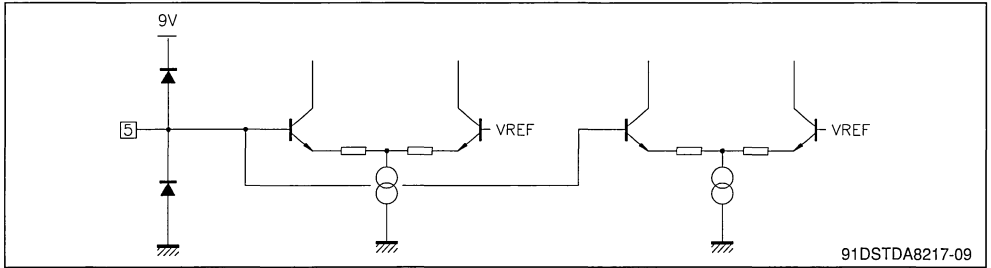 9V
5
VREF
VREF
91DSTDA8217-09